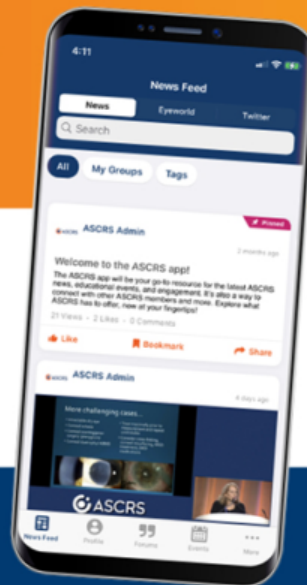 4:11
News Feed
News Eyeworld Twitter
Search
All My Groups Tags
Pinned
ASCRS ASCRS Admin
2 months ago
Welcome to the ASCRS app!
The ASCRS app will be your go-to resource for the latest ASCRS
news, educational events, and engagement. It's also a way to
connect with other ASCRS members and more. Explore what
ASCRS has to offer, now at your fingertips!
21 Views - 2 Likes - 0 Comments
Like Bookmark Share
ASCRS ASCRS Admin
4 days ago
More challenging cases...
ASCRS
News Feed Profile Forums Events More